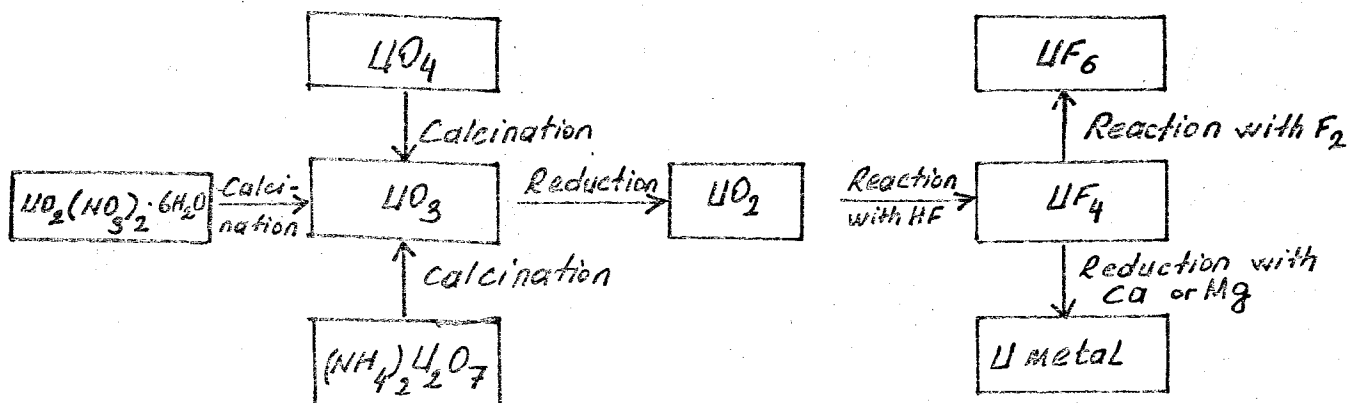 UO4
UF6
Calcination
Reaction with F2
UO2(NO3)2·6H2O
Calci-
nation
UO3
Reduction
UO2
Reaction
with HF
UF4
Calcination
Reduction with
Ca or Mg
(NH4)2U2O7
U metal